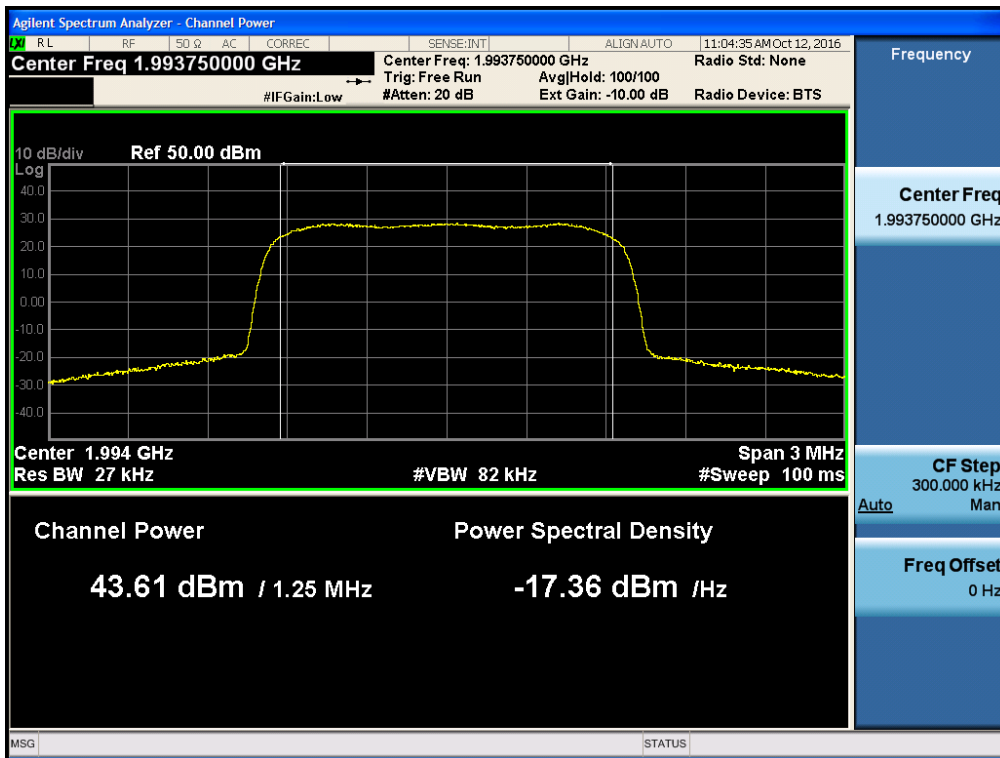 Agilent Spectrum Analyzer - Channel Power
LXI RL RF 50 Ω AC CORREC SENSE:INT ALIGNAUTO 11:04:35 AM Oct 12, 2016
Center Freq 1.993750000 GHz
Center Freq: 1.993750000 GHz Radio Std: None
Trig: Free Run Avg|Hold: 100/100
#IFGain:Low #Atten: 20 dB Ext Gain: -10.00 dB Radio Device: BTS
10 dB/div Ref 50.00 dBm
Log
40.0
30.0
20.0
10.0
0.00
-10.0
-20.0
-30.0
-40.0
Center 1.994 GHz Span 3 MHz
Res BW 27 kHz #VBW 82 kHz #Sweep 100 ms
Channel Power Power Spectral Density
43.61 dBm / 1.25 MHz -17.36 dBm /Hz
MSG STATUS
Frequency
Center Freq
1.993750000 GHz
CF Step
300.000 kHz
Auto Man
Freq Offset
0 Hz